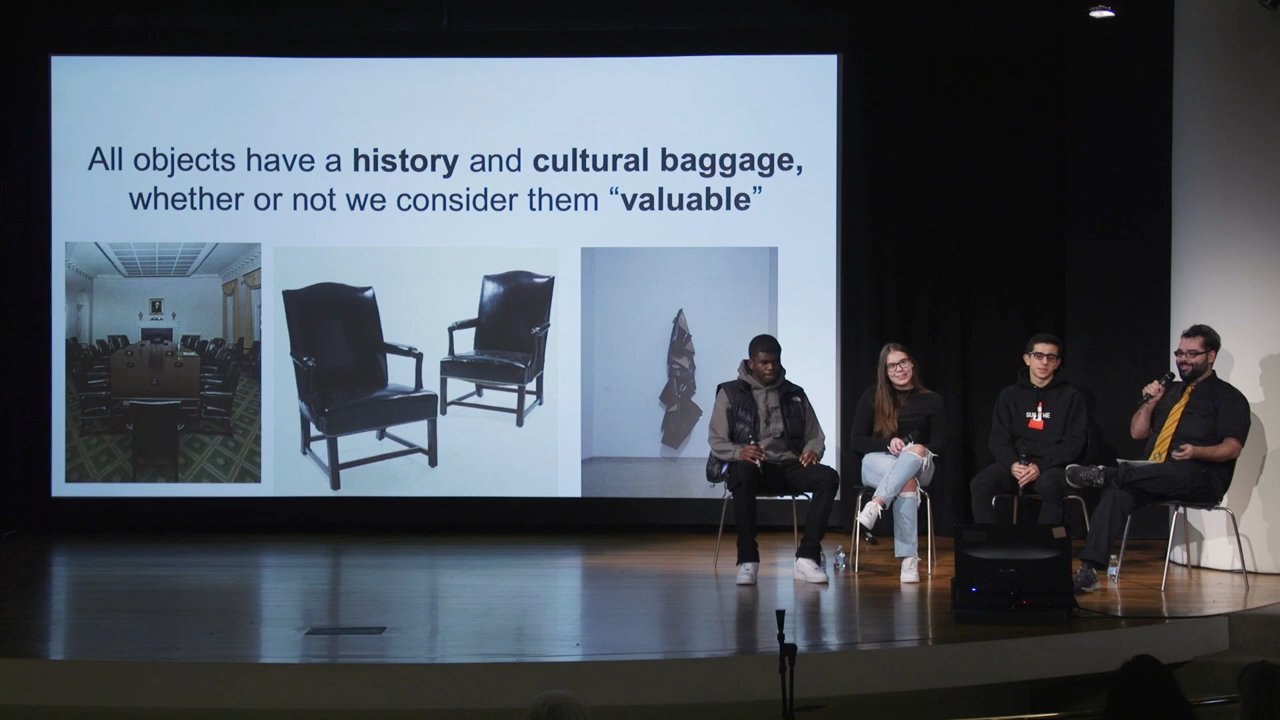 All objects have a history and cultural baggage,
whether or not we consider them “valuable”